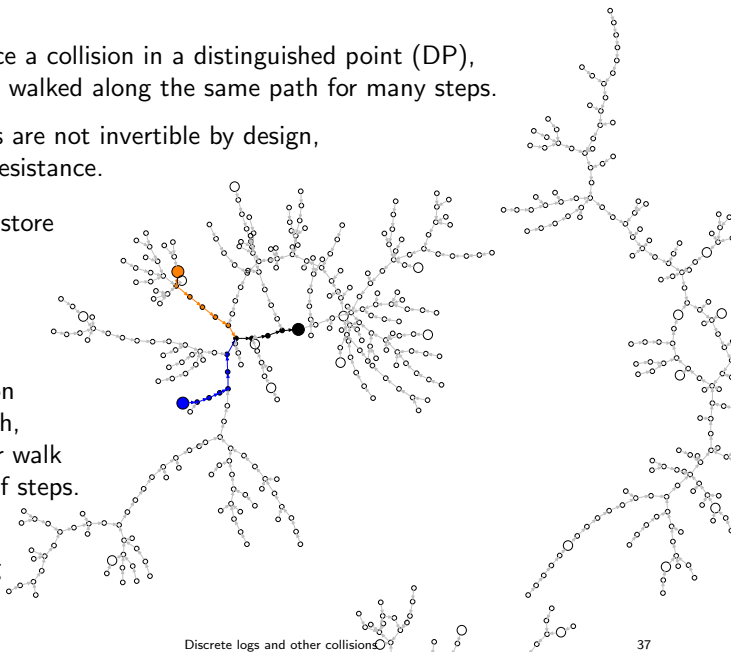 ce a collision in a distinguished point (DP),
walked along the same path for many steps.
s are not invertible by design,
esistance.
store
on
h,
r walk
f steps.
Discrete logs and other collisions
37